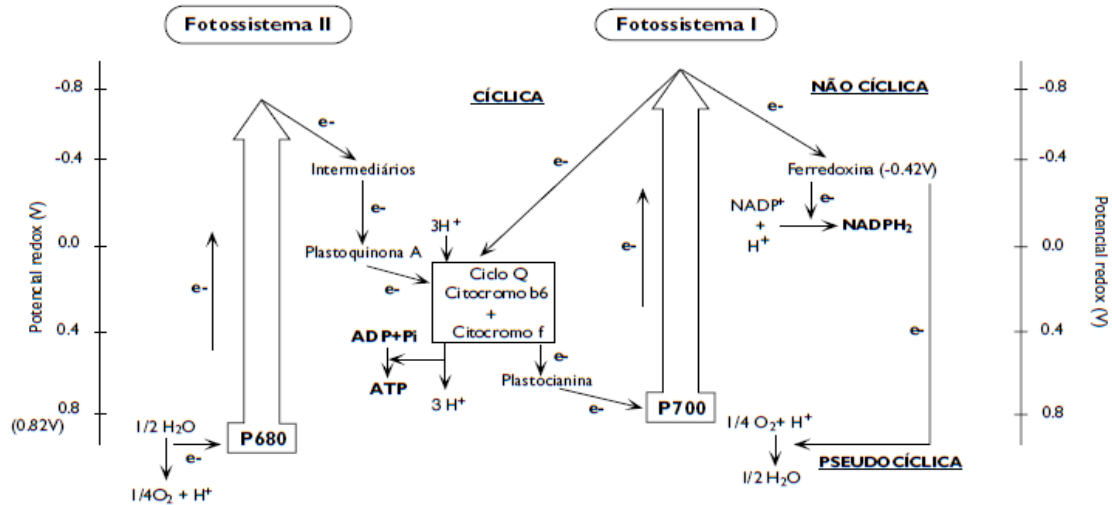 Fotossistema II
Fotossistema I
-0.8
-0.4
0.0
0.4
0.8
(0.82V)
Potencial redox (V)
CÍCLICA
NÃO CÍCLICA
-0.8
-0.4
0.0
0.4
0.8
Potencial redox (V)
e-
Intermediários
e-
Plastoquinona A
e-
3H⁺
Ciclo Q
Citocromo b6
+
Citocromo f
ADP+Pi
ATP
3 H⁺
e-
Plastocianina
e-
e-
P680
1/2 H₂O
e-
1/4O₂ + H⁺
e-
e-
P700
e-
Ferredoxina (-0.42V)
e-
NADP⁺
+
H⁺
NADPH₂
e-
1/4 O₂+ H⁺
1/2 H₂O
PSEUDOCÍCLICA